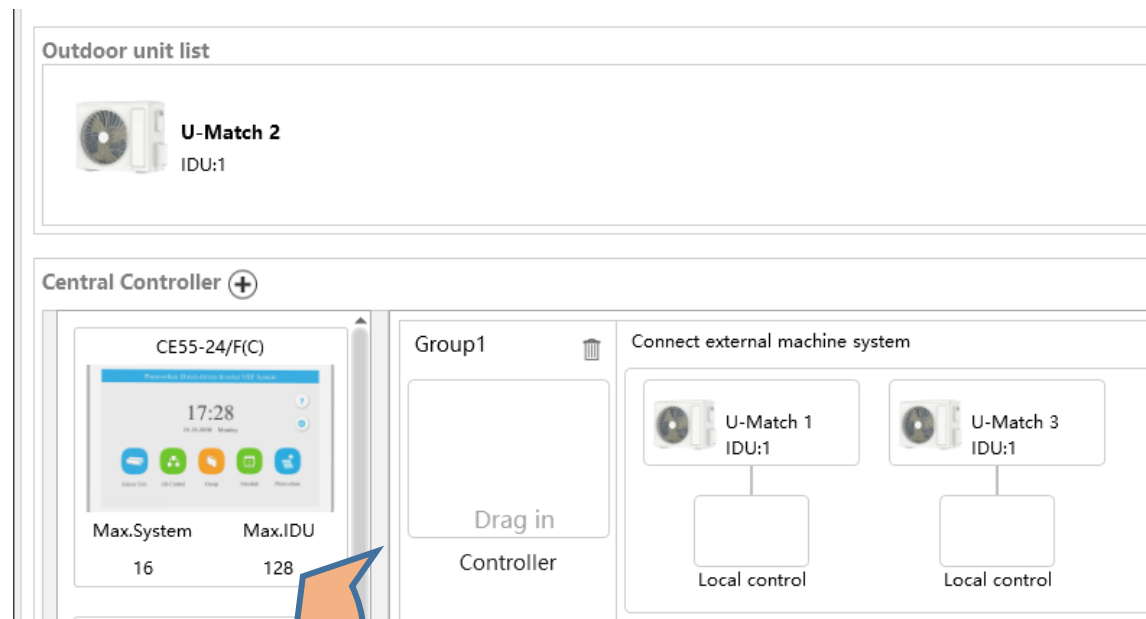 Outdoor unit list
U-Match 2
IDU:1
Central Controller
CE55-24/F(C)
17:28
Max.System Max.IDU
16 128
Group1
Drag in
Controller
Connect external machine system
U-Match 1
IDU:1
Local control
U-Match 3
IDU:1
Local control